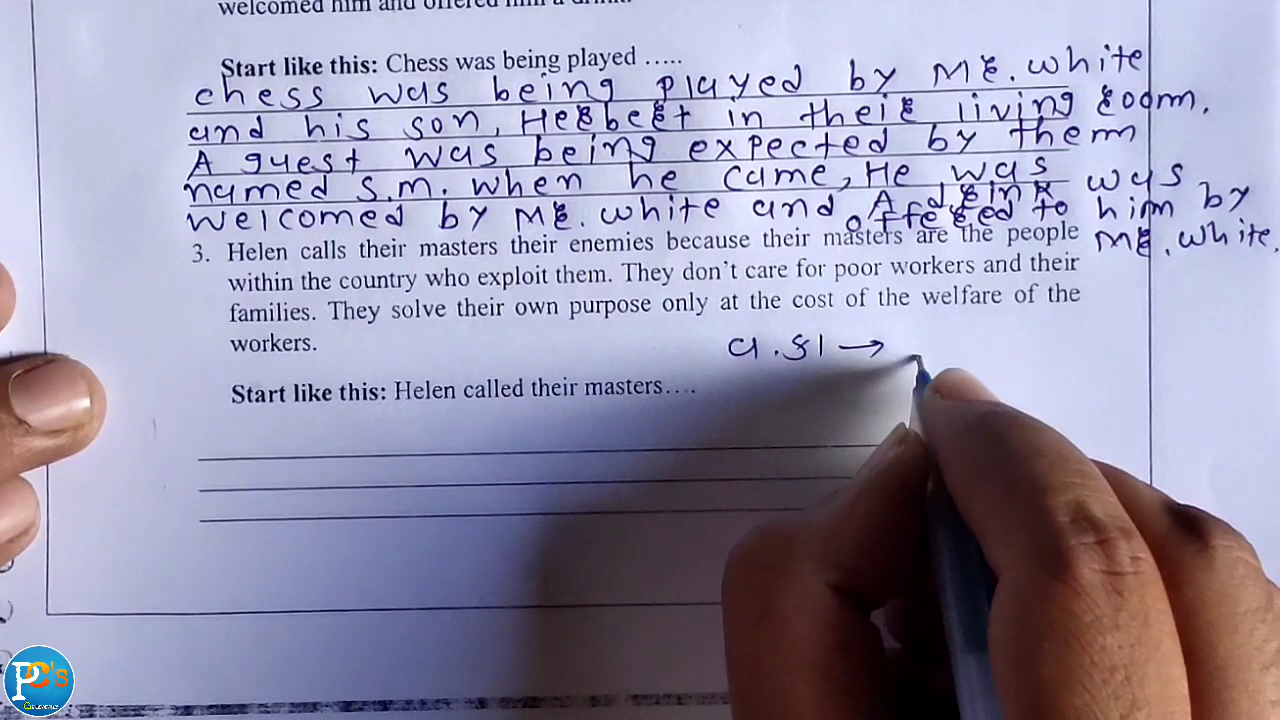 welcomed him and offered him a drink.
Start like this: Chess was being played …..
chess was being played by Mr. white
and his son, Herbert in their living room.
A guest was being expected by them
named S.M. when he came, He was
welcomed by Mr. white and A drink was
offered to him by
Mr. white.
3. Helen calls their masters their enemies because their masters are the people
within the country who exploit them. They don't care for poor workers and their
families. They solve their own purpose only at the cost of the welfare of the
workers.
Start like this: Helen called their masters….